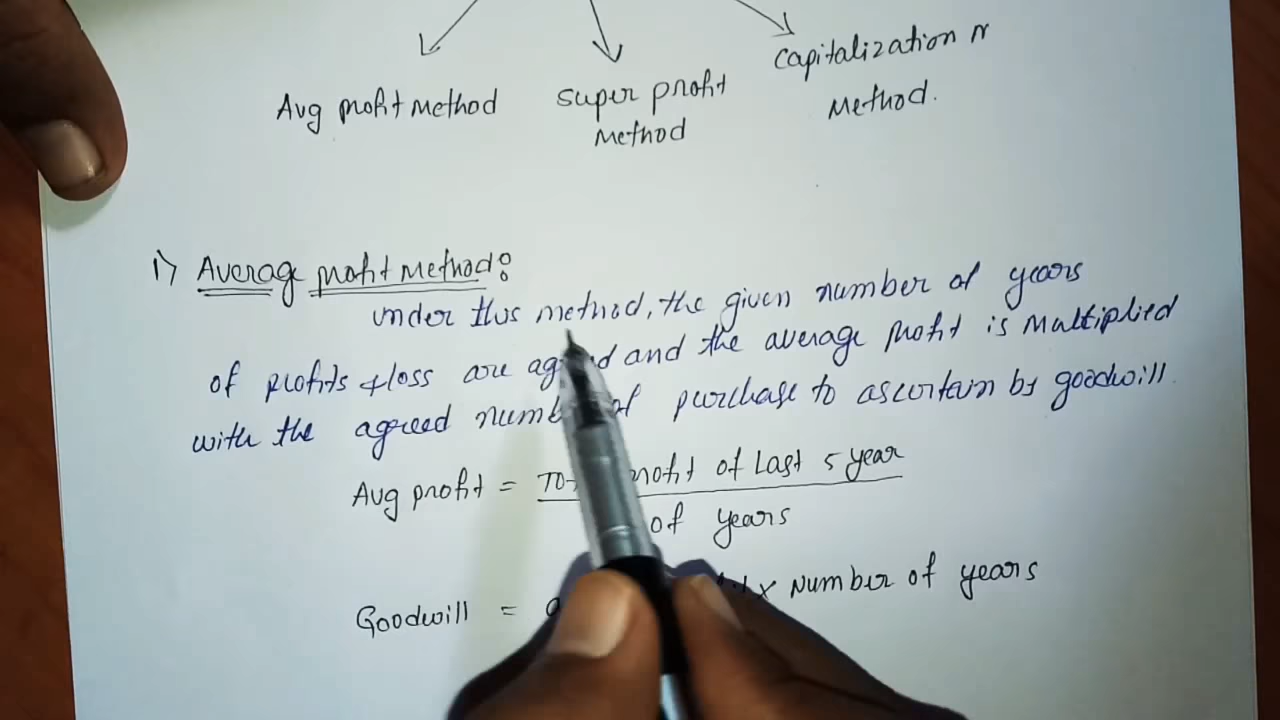 Avg profit Method
super profit
Method
Capitalization
Method.
1) Average profit Method:
under this method, the given number of years
of profits & loss are and the average profit is Multiplied
with the agreed of purchase to ascertain by goodwill
Avg profit = profit of Last 5 year
of years
Goodwill = x Number of years